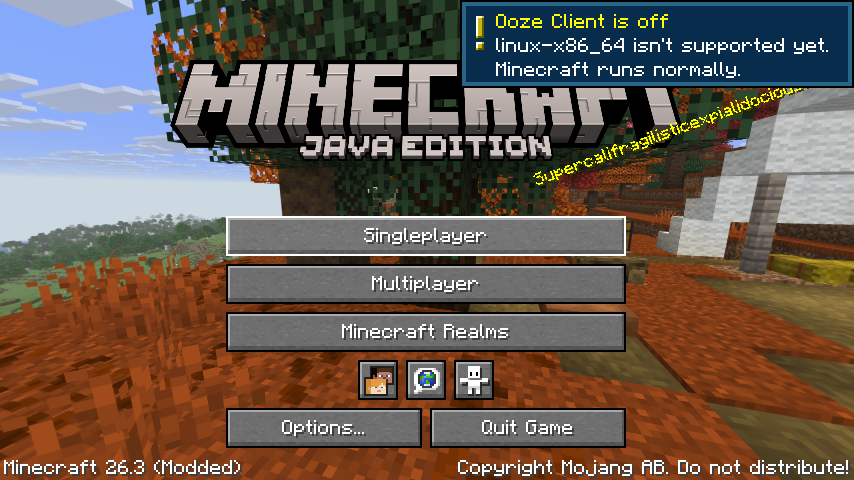 Ooze Client is off
linux-x86_64 isn't supported yet.
Minecraft runs normally.
MINECRAFT
JAVA EDITION
Supercalifragilisticexpialidocious!
Singleplayer
Multiplayer
Minecraft Realms
Options...
Quit Game
Minecraft 26.3 (Modded)
Copyright Mojang AB. Do not distribute!